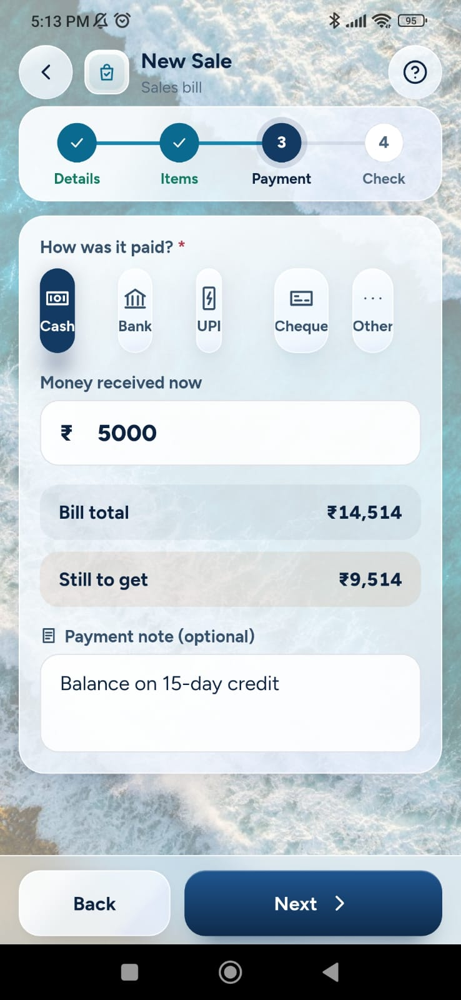 5:13 PM
95
New Sale
Sales bill
3
4
Details
Items
Payment
Check
How was it paid? *
Cash
Bank
UPI
Cheque
Other
Money received now
₹ 5000
Bill total ₹14,514
Still to get ₹9,514
Payment note (optional)
Balance on 15-day credit
Back
Next